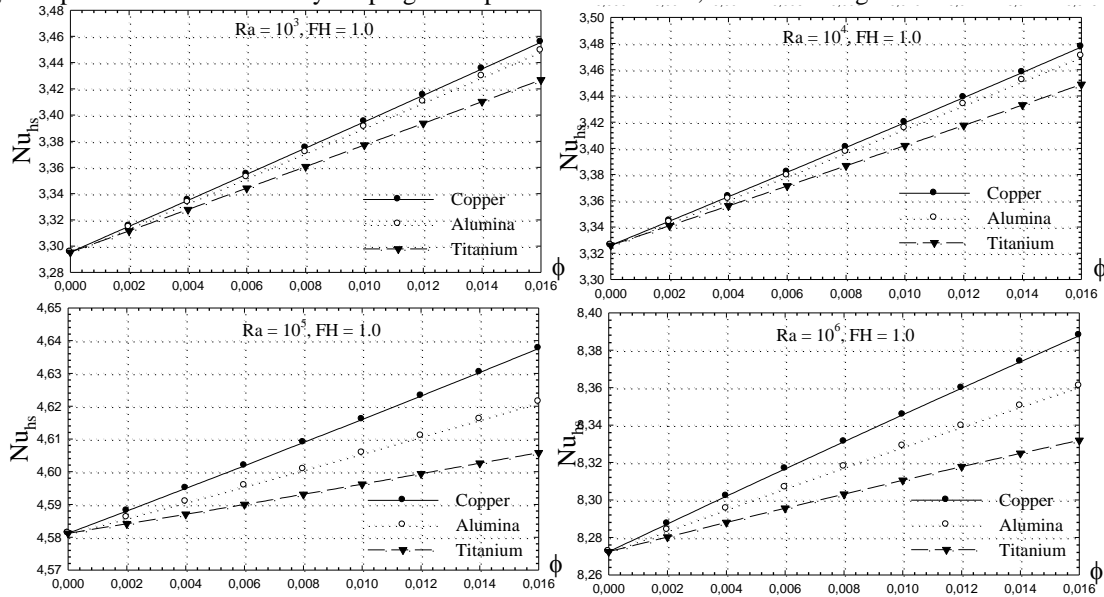 Ra = 10³, FH = 1.0
Nu_hs
3,48
3,46
3,44
3,42
3,40
3,38
3,36
3,34
3,32
3,30
3,28
Copper
Alumina
Titanium
0,000 0,002 0,004 0,006 0,008 0,010 0,012 0,014 0,016
ϕ
Ra = 10⁴, FH = 1.0
Nu_hs
3,50
3,48
3,46
3,44
3,42
3,40
3,38
3,36
3,34
3,32
3,30
Copper
Alumina
Titanium
0,000 0,002 0,004 0,006 0,008 0,010 0,012 0,014 0,016
ϕ
Ra = 10⁵, FH = 1.0
Nu_hs
4,65
4,64
4,63
4,62
4,61
4,60
4,59
4,58
4,57
Copper
Alumina
Titanium
0,000 0,002 0,004 0,006 0,008 0,010 0,012 0,014 0,016
ϕ
Ra = 10⁶, FH = 1.0
Nu_hs
8,40
8,38
8,36
8,34
8,32
8,30
8,28
8,26
Copper
Alumina
Titanium
0,000 0,002 0,004 0,006 0,008 0,010 0,012 0,014 0,016
ϕ